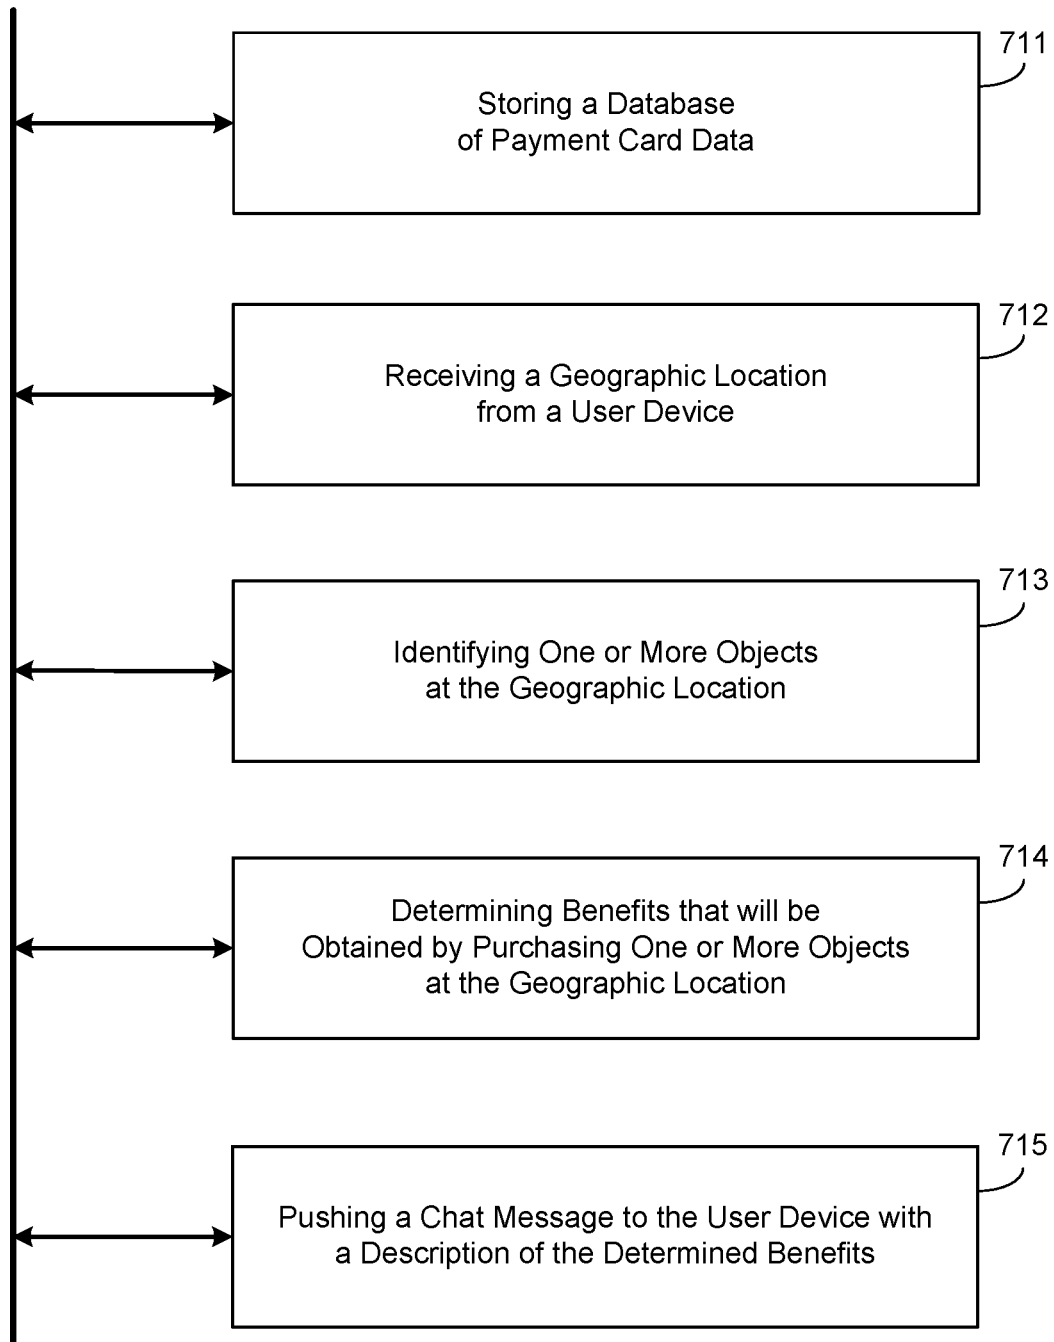 711
Storing a Database
of Payment Card Data
712
Receiving a Geographic Location
from a User Device
713
Identifying One or More Objects
at the Geographic Location
714
Determining Benefits that will be
Obtained by Purchasing One or More Objects
at the Geographic Location
715
Pushing a Chat Message to the User Device with
a Description of the Determined Benefits